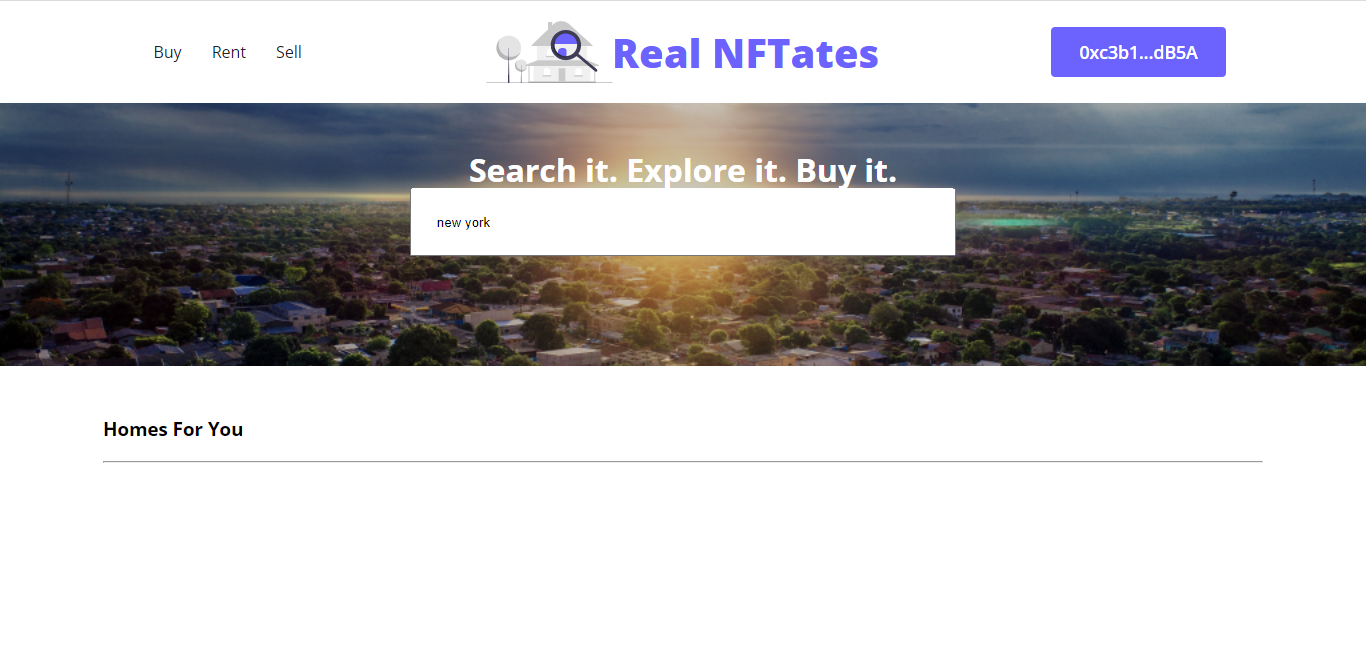 Buy Rent Sell
Real NFTates
0xc3b1...dB5A
Search it. Explore it. Buy it.
new york
Homes For You